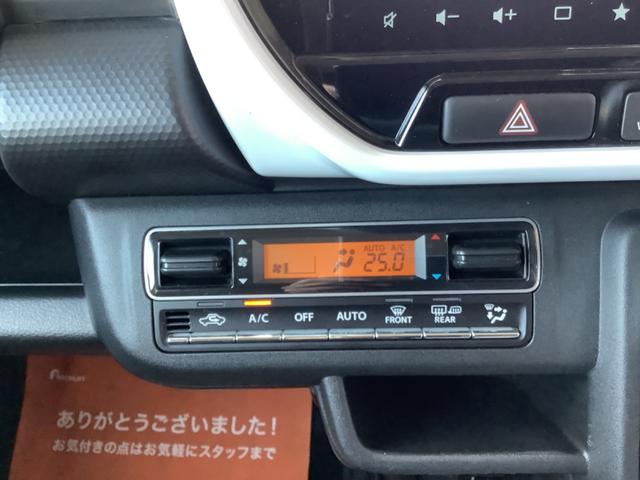 AUTO A/C
25.0
A/C OFF AUTO FRONT REAR
ありがとうございました！
お気付きの点はお気軽にスタッフまで